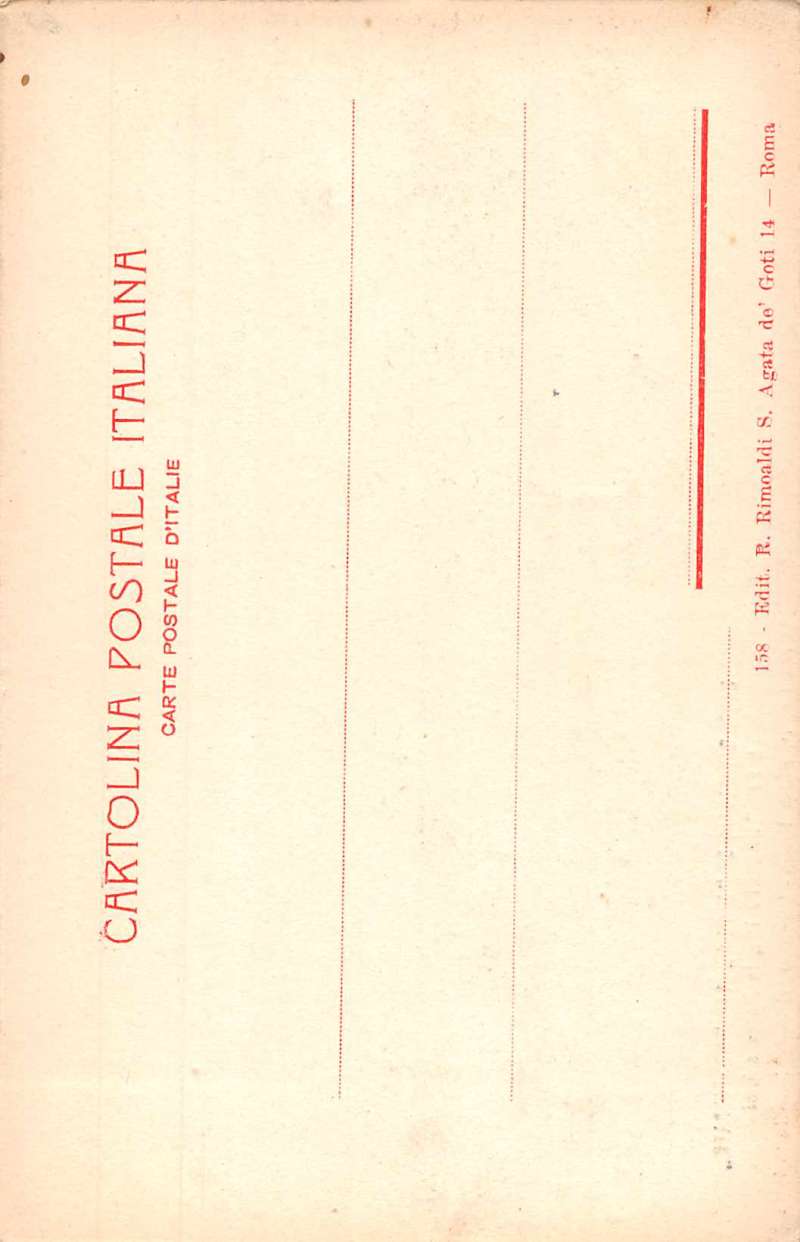 CARTOLINA POSTALE ITALIANA
CARTE POSTALE D'ITALIE
158 - Edit. R. Rimoaldi S. Agata de' Goti 14 — Roma